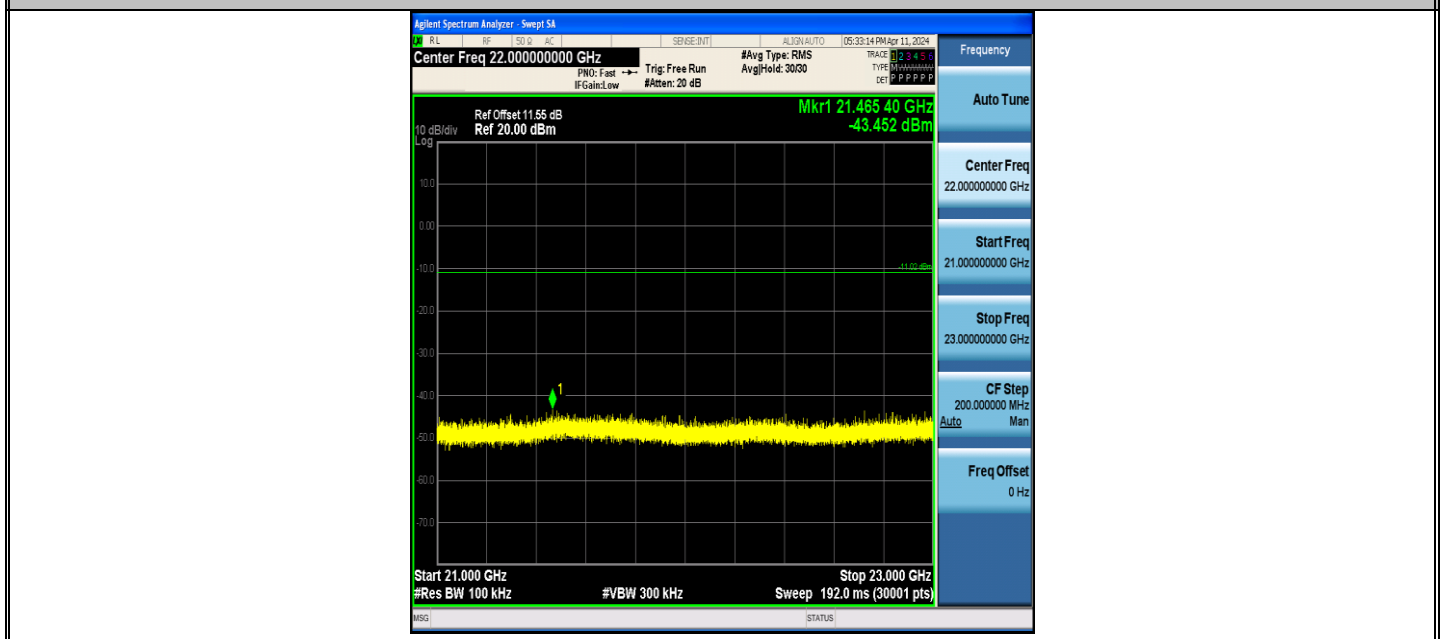 Agilent Spectrum Analyzer - Swept SA
RL RF 50 Ω AC SENSE:INT ALIGNAUTO 05:33:14 PM Apr 11, 2024
Center Freq 22.000000000 GHz
PNO: Fast
IFGain:Low
Trig: Free Run
#Atten: 20 dB
#Avg Type: RMS
Avg|Hold: 30/30
TRACE 1 2 3 4 5 6
TYPE M
DET P P P P P P
Mkr1 21.465 40 GHz
-43.452 dBm
Ref Offset 11.55 dB
10 dB/div Ref 20.00 dBm
Log
10.0
0.00
-10.0
-11.02 dBm
-20.0
-30.0
-40.0
1
-50.0
-60.0
-70.0
Start 21.000 GHz Stop 23.000 GHz
#Res BW 100 kHz #VBW 300 kHz Sweep 192.0 ms (30001 pts)
MSG STATUS
Frequency
Auto Tune
Center Freq
22.000000000 GHz
Start Freq
21.000000000 GHz
Stop Freq
23.000000000 GHz
CF Step
200.000000 MHz
Auto Man
Freq Offset
0 Hz